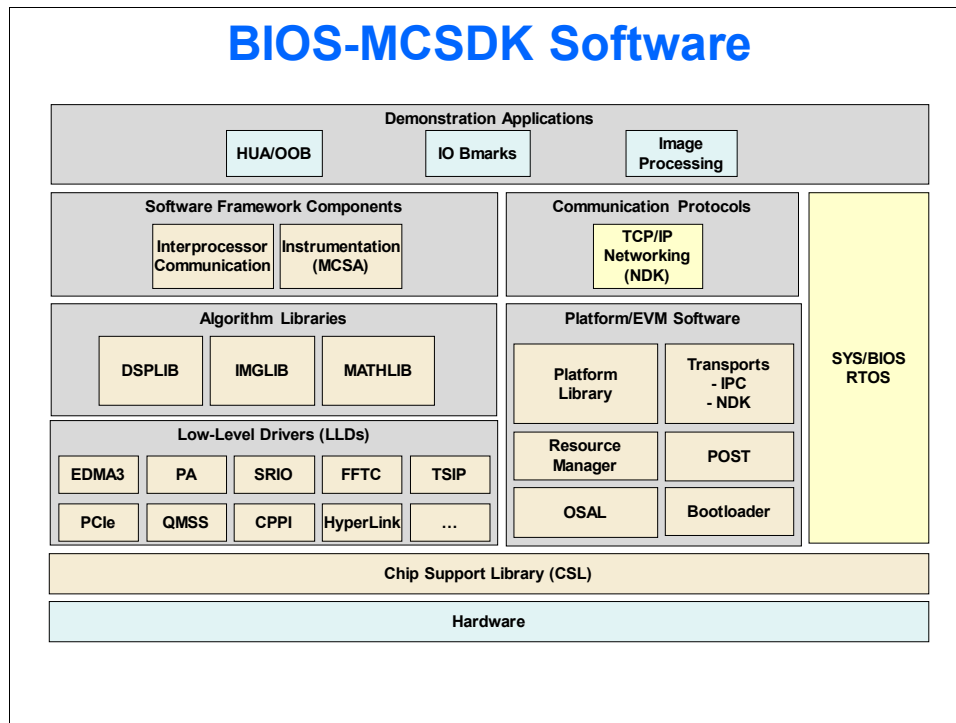 BIOS-MCSDK Software
Demonstration Applications
HUA/OOB
IO Bmarks
Image
Processing
Software Framework Components
Interprocessor
Communication
Instrumentation
(MCSA)
Communication Protocols
TCP/IP
Networking
(NDK)
Algorithm Libraries
DSPLIB
IMGLIB
MATHLIB
Platform/EVM Software
Platform
Library
Transports
- IPC
- NDK
Resource
Manager
POST
OSAL
Bootloader
SYS/BIOS
RTOS
Low-Level Drivers (LLDs)
EDMA3
PA
SRIO
FFTC
TSIP
PCIe
QMSS
CPPI
HyperLink
…
Chip Support Library (CSL)
Hardware